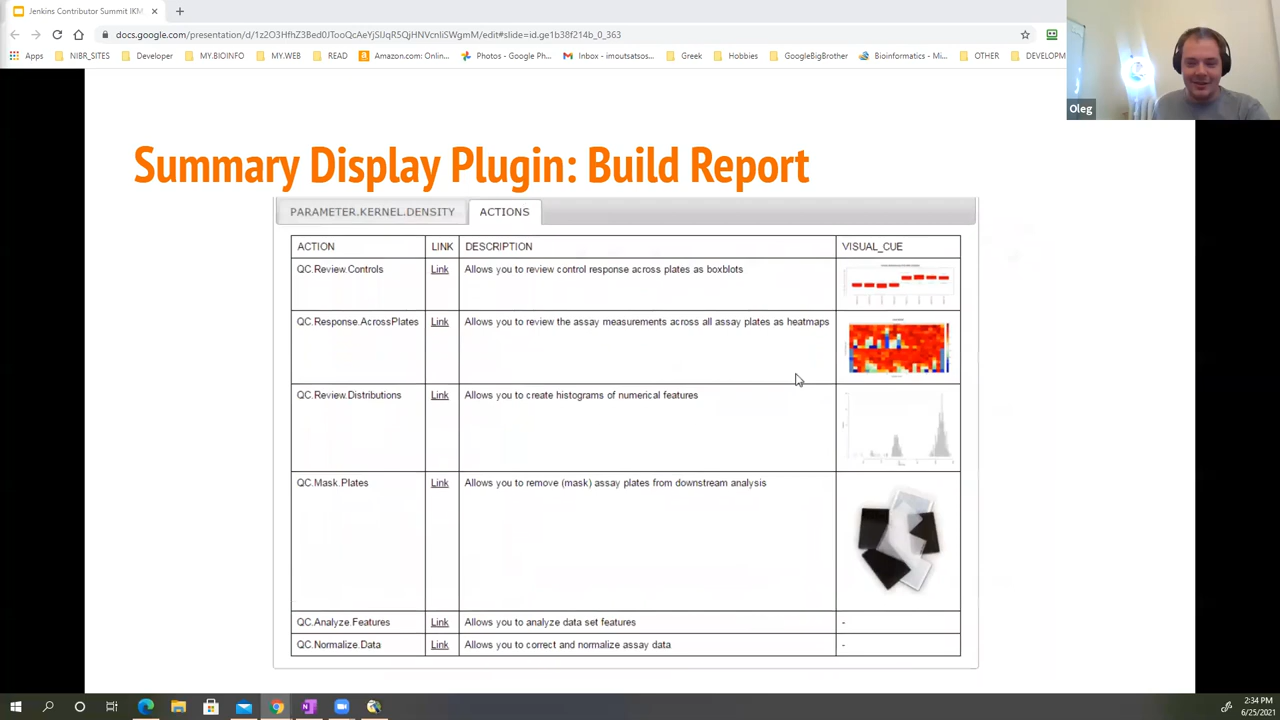 Jenkins Contributor Summit IKM
docs.google.com/presentation/d/1z2O3HfhZ3Bed0JTooQcAeYjSIJqR5QjHNVcnIiSWgmM/edit#slide=id.ge1b38f214b_0_363
Apps NIBR_SITES Developer MY.BIOINFO MY.WEB READ Amazon.com: Onlin... Photos - Google Ph... Inbox - imoutsatsos... Greek Hobbies GoogleBigBrother Bioinformatics - Mi... OTHER DEVELOPM
Oleg
Summary Display Plugin: Build Report
PARAMETER.KERNEL.DENSITY ACTIONS
ACTION LINK DESCRIPTION VISUAL_CUE
QC.Review.Controls Link Allows you to review control response across plates as boxblots
QC.Response.AcrossPlates Link Allows you to review the assay measurements across all assay plates as heatmaps
QC.Review.Distributions Link Allows you to create histograms of numerical features
QC.Mask.Plates Link Allows you to remove (mask) assay plates from downstream analysis
QC.Analyze.Features Link Allows you to analyze data set features -
QC.Normalize.Data Link Allows you to correct and normalize assay data -
2:34 PM
6/25/2021